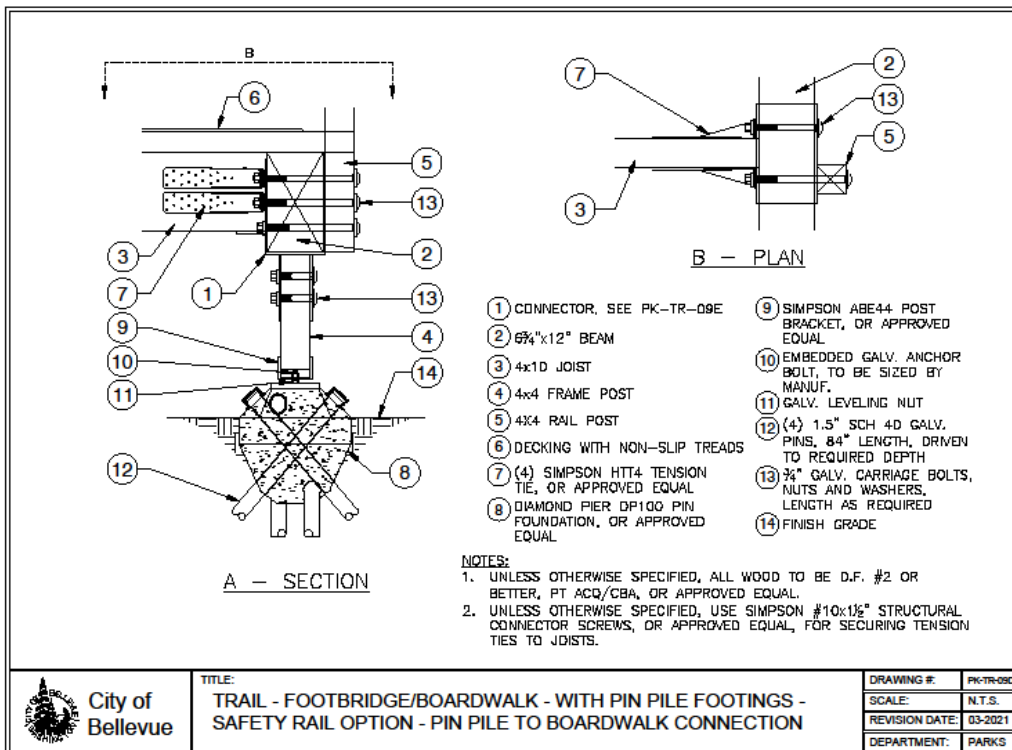 B
6
5
13
3
2
7
1
13
9
4
10
11
14
12
8
A – SECTION
7
2
13
5
3
B – PLAN
1 CONNECTOR, SEE PK-TR-09E
2 6¾"x12" BEAM
3 4x10 JOIST
4 4x4 FRAME POST
5 4X4 RAIL POST
6 DECKING WITH NON-SLIP TREADS
7 (4) SIMPSON HTT4 TENSION
TIE, OR APPROVED EQUAL
8 DIAMOND PIER DP100 PIN
FOUNDATION, OR APPROVED
EQUAL
9 SIMPSON ABE44 POST
BRACKET, OR APPROVED
EQUAL
10 EMBEDDED GALV. ANCHOR
BOLT, TO BE SIZED BY
MANUF.
11 GALV. LEVELING NUT
12 (4) 1.5" SCH 40 GALV.
PINS, 84" LENGTH, DRIVEN
TO REQUIRED DEPTH
13 ¾" GALV. CARRIAGE BOLTS,
NUTS AND WASHERS,
LENGTH AS REQUIRED
14 FINISH GRADE
NOTES:
1. UNLESS OTHERWISE SPECIFIED, ALL WOOD TO BE D.F. #2 OR
BETTER, PT ACQ/CBA, OR APPROVED EQUAL.
2. UNLESS OTHERWISE SPECIFIED, USE SIMPSON #10x1½" STRUCTURAL
CONNECTOR SCREWS, OR APPROVED EQUAL, FOR SECURING TENSION
TIES TO JOISTS.
City of
Bellevue
TITLE:
TRAIL - FOOTBRIDGE/BOARDWALK - WITH PIN PILE FOOTINGS -
SAFETY RAIL OPTION - PIN PILE TO BOARDWALK CONNECTION
DRAWING #: PK-TR-09D
SCALE: N.T.S.
REVISION DATE: 03-2021
DEPARTMENT: PARKS